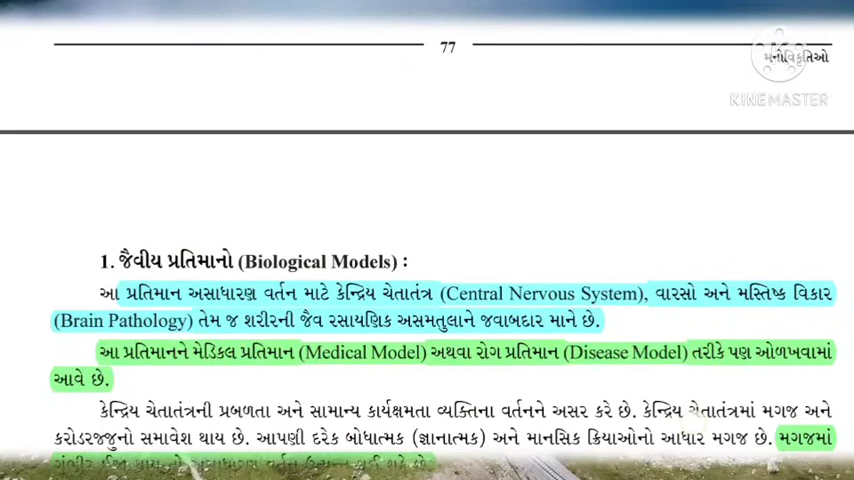 77
મનોવિકૃતિઓ
KINEMASTER
1. જૈવીય પ્રતિમાનો (Biological Models) :
આ પ્રતિમાન અસાધારણ વર્તન માટે કેન્દ્રિય ચેતાતંત્ર (Central Nervous System), વારસો અને મસ્તિષ્ક વિકાર
(Brain Pathology) તેમ જ શરીરની જૈવ રસાયણિક અસમતુલાને જવાબદાર માને છે.
આ પ્રતિમાનને મેડિકલ પ્રતિમાન (Medical Model) અથવા રોગ પ્રતિમાન (Disease Model) તરીકે પણ ઓળખવામાં
આવે છે.
કેન્દ્રિય ચેતાતંત્રની પ્રબળતા અને સામાન્ય કાર્યક્ષમતા વ્યક્તિના વર્તનને અસર કરે છે. કેન્દ્રિય ચેતાતંત્રમાં મગજ અને
કરોડરજ્જુનો સમાવેશ થાય છે. આપણી દરેક બોધાત્મક (જ્ઞાનાત્મક) અને માનસિક ક્રિયાઓનો આધાર મગજ છે. મગજમાં